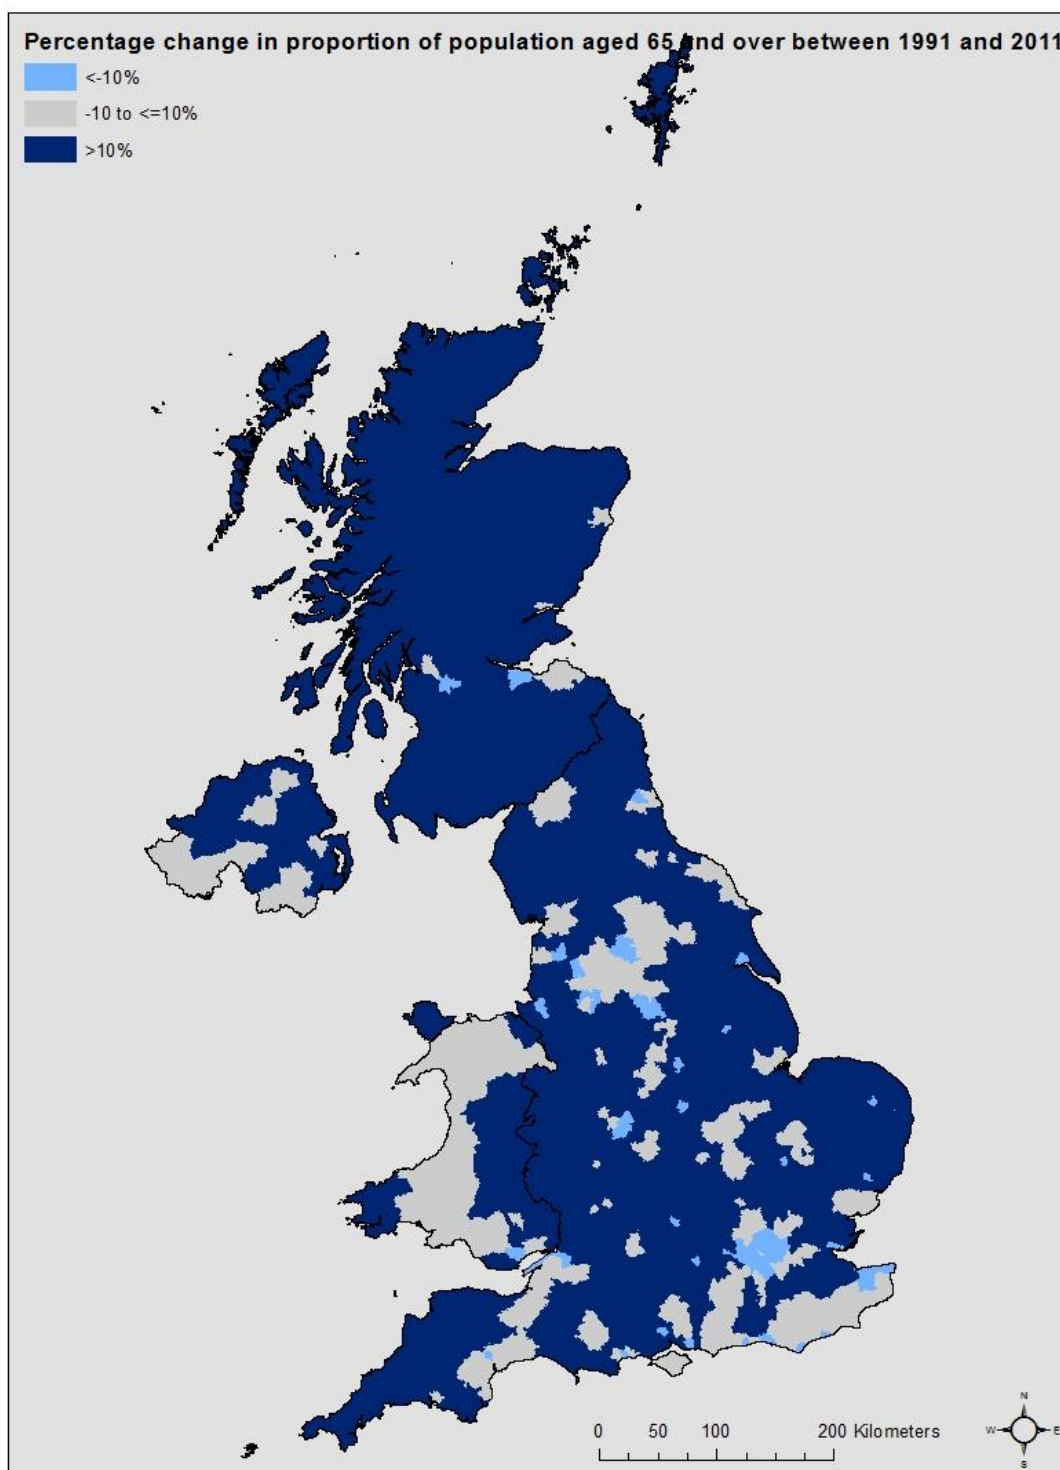 Percentage change in proportion of population aged 65 and over between 1991 and 2011
<-10%
-10 to <=10%
>10%
N
W E
S
0 50 100 200 Kilometers